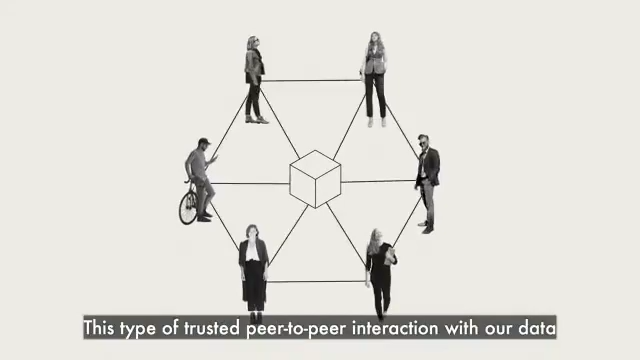 This type of trusted peer-to-peer interaction with our data